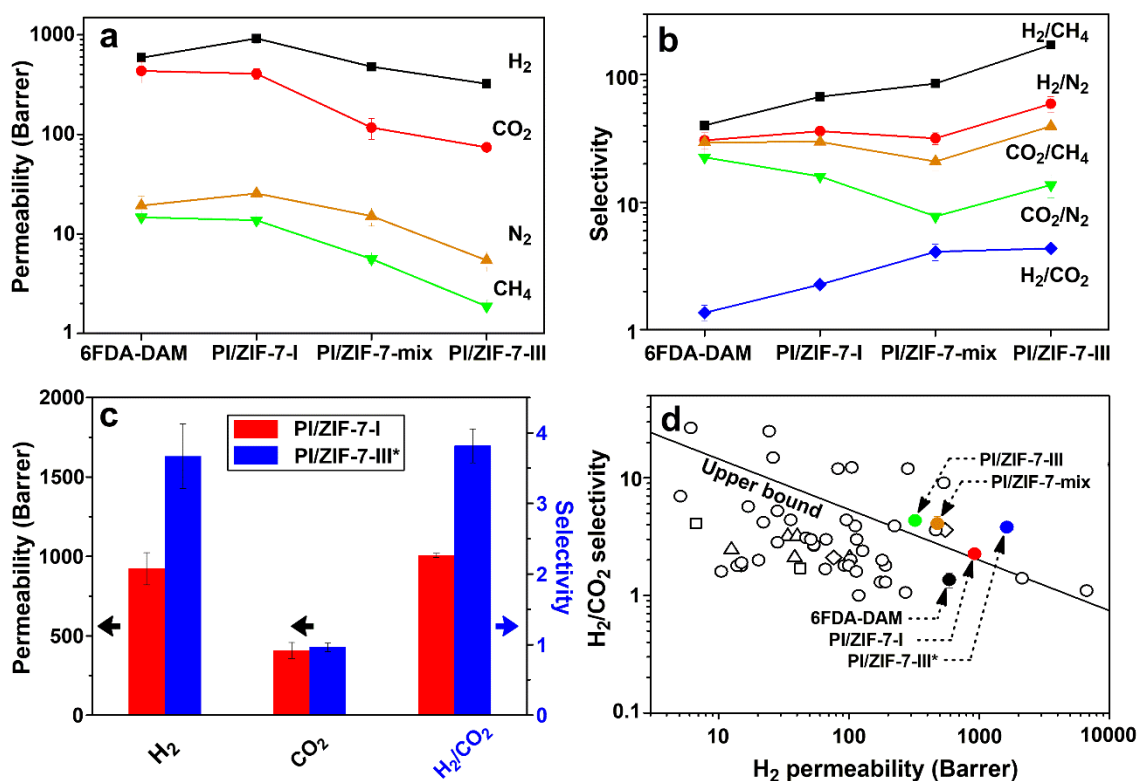 a
Permeability (Barrer)
1000
100
10
1
H₂
CO₂
N₂
CH₄
6FDA-DAM
PI/ZIF-7-I
PI/ZIF-7-mix
PI/ZIF-7-III
b
Selectivity
100
10
1
H₂/CH₄
H₂/N₂
CO₂/CH₄
CO₂/N₂
H₂/CO₂
6FDA-DAM
PI/ZIF-7-I
PI/ZIF-7-mix
PI/ZIF-7-III
c
Permeability (Barrer)
2000
1500
1000
500
0
PI/ZIF-7-I
PI/ZIF-7-III*
4
3
2
1
0
Selectivity
H₂
CO₂
H₂/CO₂
d
H₂/CO₂ selectivity
10
1
0.1
Upper bound
PI/ZIF-7-III
PI/ZIF-7-mix
6FDA-DAM
PI/ZIF-7-I
PI/ZIF-7-III*
10
100
1000
10000
H₂ permeability (Barrer)